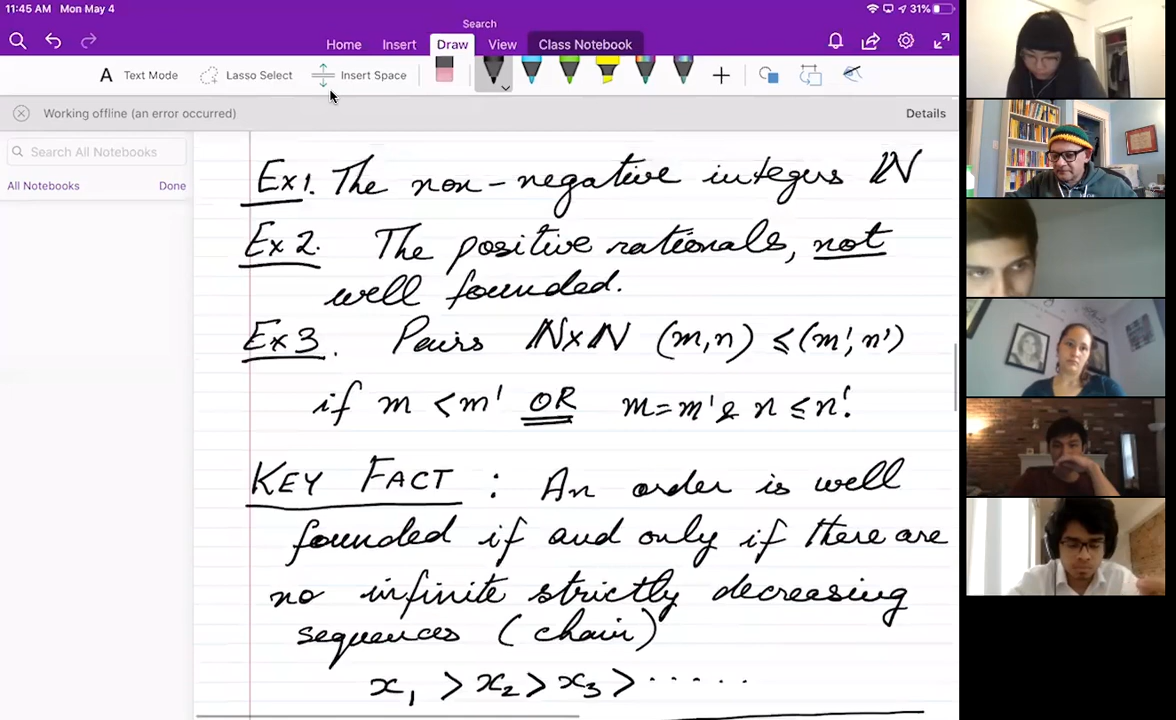 11:45 AM Mon May 4
31%
Search
Home Insert Draw View Class Notebook
Text Mode Lasso Select Insert Space
Working offline (an error occurred) Details
Search All Notebooks
All Notebooks Done
Ex1. The non-negative integers ℕ
Ex 2. The positive rationals, not
well founded.
Ex 3. Pairs ℕ×ℕ (m,n) ≤ (m', n')
if m < m' OR m=m' & n ≤ n'.
KEY FACT : An order is well
founded if and only if there are
no infinite strictly decreasing
sequences (chain)
x₁ > x₂ > x₃ > ·····